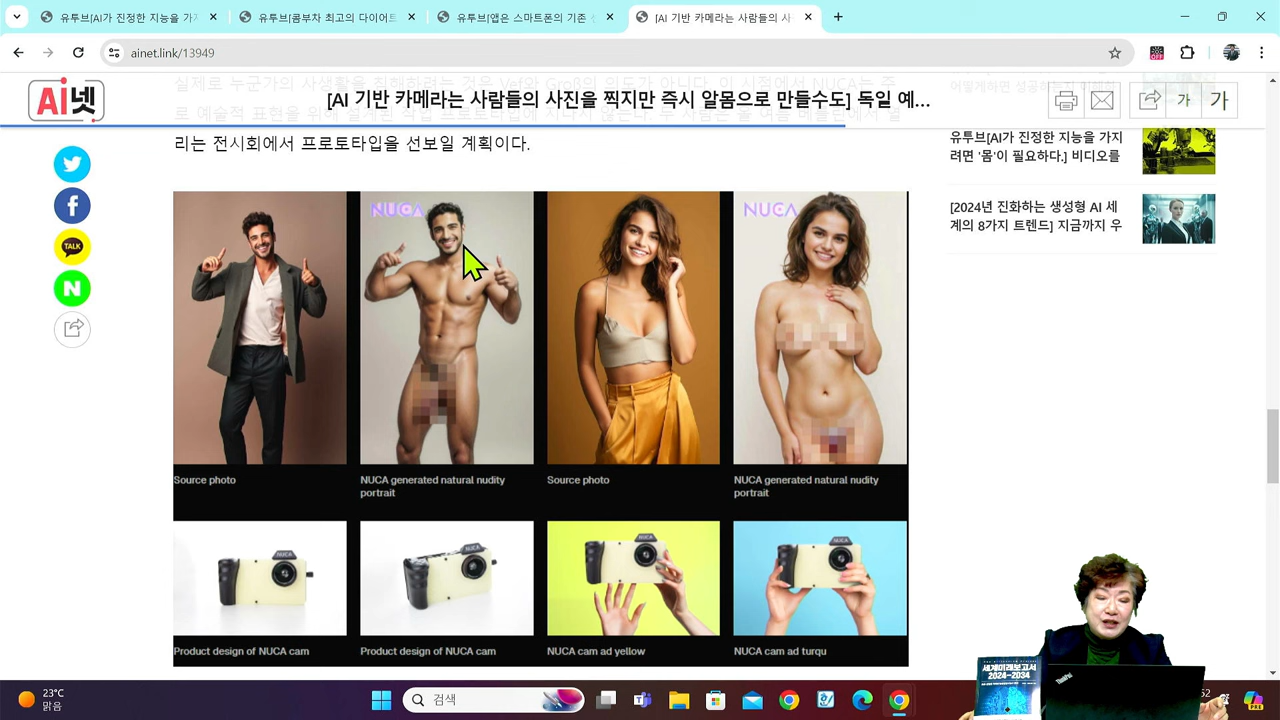 유투브[AI가 진정한 지능을 가지
유투브[콤부차 최고의 다이어트
유투브[앱은 스마트폰의 기존
[AI 기반 카메라는 사람들의 사
ainet.link/13949
OFF
Ai넷
[AI 기반 카메라는 사람들의 사진을 찍지만 즉시 알몸으로 만들수도] 독일 예...
가 가
리는 전시회에서 프로토타입을 선보일 계획이다.
유투브[AI가 진정한 지능을 가지
려면 '몸'이 필요하다.] 비디오를
[2024년 진화하는 생성형 AI 세
계의 8가지 트렌드] 지금까지 우
TALK
N
NUCA
NUCA
Source photo
NUCA generated natural nudity
portrait
Source photo
NUCA generated natural nudity
portrait
NUCA
NUCA
NUCA
NUCA
Product design of NUCA cam
Product design of NUCA cam
NUCA cam ad yellow
NUCA cam ad turqu
세계미래보고서
2024-2034
ThinkPad
23°C
맑음
검색